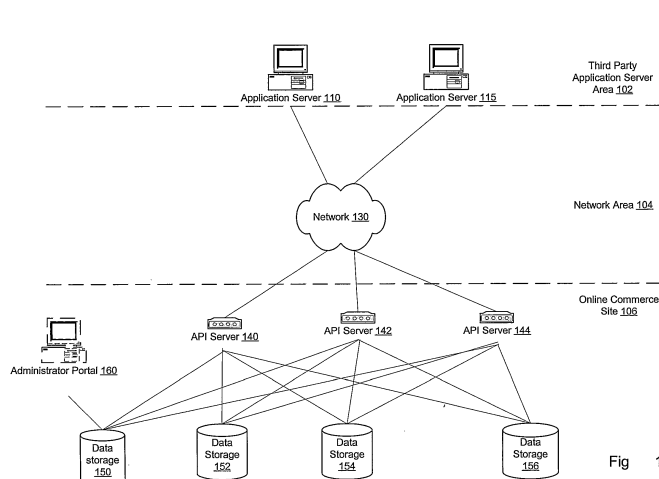 Third Party
Application Server
Area 102
Application Server 110
Application Server 115
Network 130
Network Area 104
Online Commerce
Site 106
API Server 140
API Server 142
API Server 144
Administrator Portal 160
Data
storage
150
Data
Storage
152
Data
Storage
154
Data
Storage
156
Fig 1